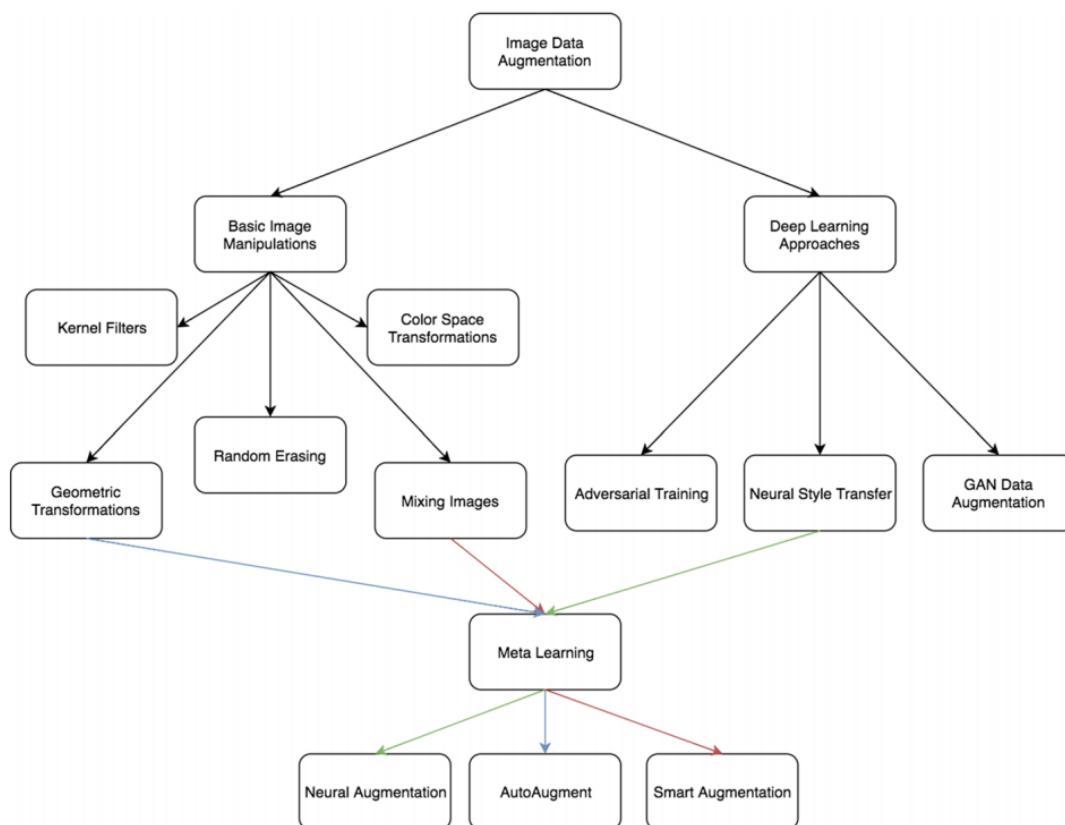 Image Data
Augmentation
Basic Image
Manipulations
Deep Learning
Approaches
Kernel Filters
Color Space
Transformations
Random Erasing
Geometric
Transformations
Mixing Images
Adversarial Training
Neural Style Transfer
GAN Data
Augmentation
Meta Learning
Neural Augmentation
AutoAugment
Smart Augmentation